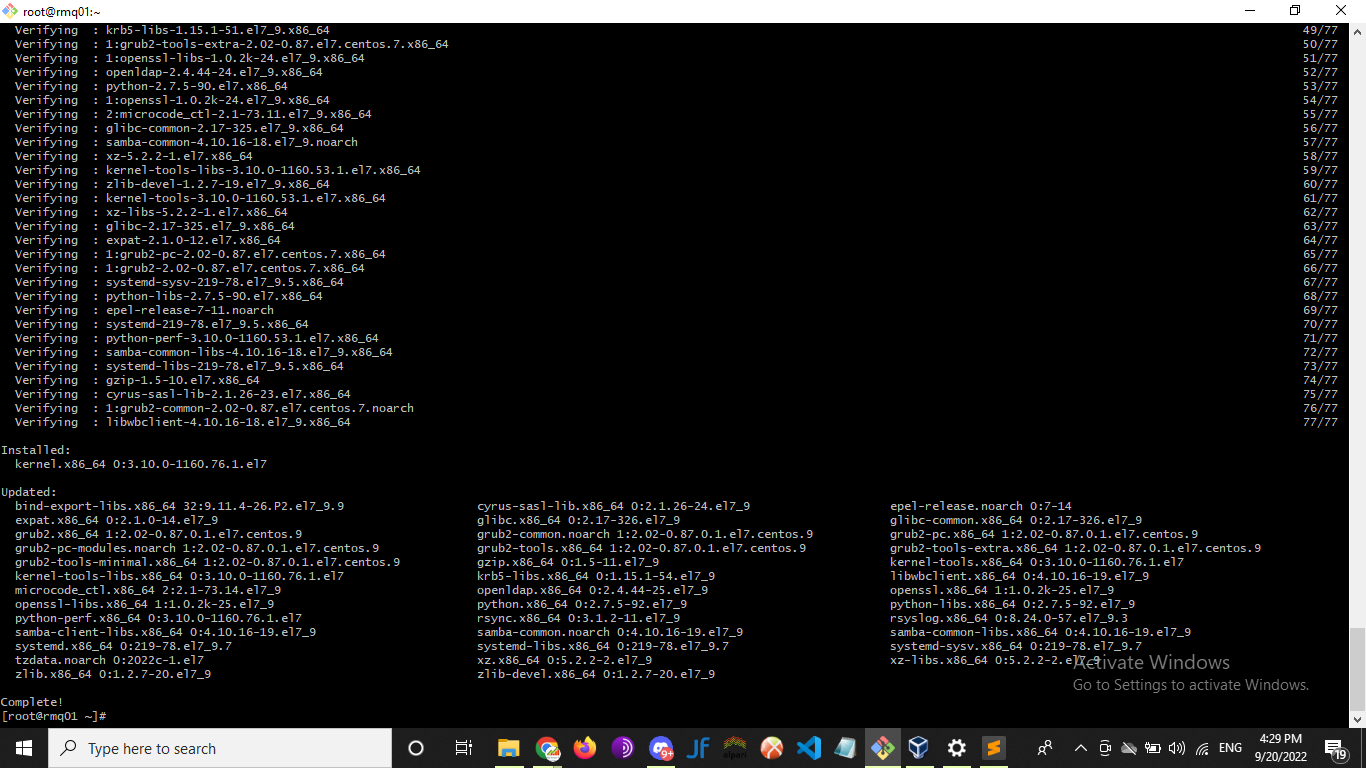 root@rmq01:~
Verifying : krb5-libs-1.15.1-51.el7_9.x86_64 49/77
Verifying : 1:grub2-tools-extra-2.02-0.87.el7.centos.7.x86_64 50/77
Verifying : 1:openssl-libs-1.0.2k-24.el7_9.x86_64 51/77
Verifying : openldap-2.4.44-24.el7_9.x86_64 52/77
Verifying : python-2.7.5-90.el7.x86_64 53/77
Verifying : 1:openssl-1.0.2k-24.el7_9.x86_64 54/77
Verifying : 2:microcode_ctl-2.1-73.11.el7_9.x86_64 55/77
Verifying : glibc-common-2.17-325.el7_9.x86_64 56/77
Verifying : samba-common-4.10.16-18.el7_9.noarch 57/77
Verifying : xz-5.2.2-1.el7.x86_64 58/77
Verifying : kernel-tools-libs-3.10.0-1160.53.1.el7.x86_64 59/77
Verifying : zlib-devel-1.2.7-19.el7_9.x86_64 60/77
Verifying : kernel-tools-3.10.0-1160.53.1.el7.x86_64 61/77
Verifying : xz-libs-5.2.2-1.el7.x86_64 62/77
Verifying : glibc-2.17-325.el7_9.x86_64 63/77
Verifying : expat-2.1.0-12.el7.x86_64 64/77
Verifying : 1:grub2-pc-2.02-0.87.el7.centos.7.x86_64 65/77
Verifying : 1:grub2-2.02-0.87.el7.centos.7.x86_64 66/77
Verifying : systemd-sysv-219-78.el7_9.5.x86_64 67/77
Verifying : python-libs-2.7.5-90.el7.x86_64 68/77
Verifying : epel-release-7-11.noarch 69/77
Verifying : systemd-219-78.el7_9.5.x86_64 70/77
Verifying : python-perf-3.10.0-1160.53.1.el7.x86_64 71/77
Verifying : samba-common-libs-4.10.16-18.el7_9.x86_64 72/77
Verifying : systemd-libs-219-78.el7_9.5.x86_64 73/77
Verifying : gzip-1.5-10.el7.x86_64 74/77
Verifying : cyrus-sasl-lib-2.1.26-23.el7.x86_64 75/77
Verifying : 1:grub2-common-2.02-0.87.el7.centos.7.noarch 76/77
Verifying : libwbclient-4.10.16-18.el7_9.x86_64 77/77
Installed:
kernel.x86_64 0:3.10.0-1160.76.1.el7
Updated:
bind-export-libs.x86_64 32:9.11.4-26.P2.el7_9.9 cyrus-sasl-lib.x86_64 0:2.1.26-24.el7_9 epel-release.noarch 0:7-14
expat.x86_64 0:2.1.0-14.el7_9 glibc.x86_64 0:2.17-326.el7_9 glibc-common.x86_64 0:2.17-326.el7_9
grub2.x86_64 1:2.02-0.87.0.1.el7.centos.9 grub2-common.noarch 1:2.02-0.87.0.1.el7.centos.9 grub2-pc.x86_64 1:2.02-0.87.0.1.el7.centos.9
grub2-pc-modules.noarch 1:2.02-0.87.0.1.el7.centos.9 grub2-tools.x86_64 1:2.02-0.87.0.1.el7.centos.9 grub2-tools-extra.x86_64 1:2.02-0.87.0.1.el7.centos.9
grub2-tools-minimal.x86_64 1:2.02-0.87.0.1.el7.centos.9 gzip.x86_64 0:1.5-11.el7_9 kernel-tools.x86_64 0:3.10.0-1160.76.1.el7
kernel-tools-libs.x86_64 0:3.10.0-1160.76.1.el7 krb5-libs.x86_64 0:1.15.1-54.el7_9 libwbclient.x86_64 0:4.10.16-19.el7_9
microcode_ctl.x86_64 2:2.1-73.14.el7_9 openldap.x86_64 0:2.4.44-25.el7_9 openssl.x86_64 1:1.0.2k-25.el7_9
openssl-libs.x86_64 1:1.0.2k-25.el7_9 python.x86_64 0:2.7.5-92.el7_9 python-libs.x86_64 0:2.7.5-92.el7_9
python-perf.x86_64 0:3.10.0-1160.76.1.el7 rsync.x86_64 0:3.1.2-11.el7_9 rsyslog.x86_64 0:8.24.0-57.el7_9.3
samba-client-libs.x86_64 0:4.10.16-19.el7_9 samba-common.noarch 0:4.10.16-19.el7_9 samba-common-libs.x86_64 0:4.10.16-19.el7_9
systemd.x86_64 0:219-78.el7_9.7 systemd-libs.x86_64 0:219-78.el7_9.7 systemd-sysv.x86_64 0:219-78.el7_9.7
tzdata.noarch 0:2022c-1.el7 xz.x86_64 0:5.2.2-2.el7_9 xz-libs.x86_64 0:5.2.2-2.el7_9
zlib.x86_64 0:1.2.7-20.el7_9 zlib-devel.x86_64 0:1.2.7-20.el7_9
Activate Windows
Go to Settings to activate Windows.
Complete!
[root@rmq01 ~]#
Type here to search
9+
JF
alpari
ENG
4:29 PM
9/20/2022
19